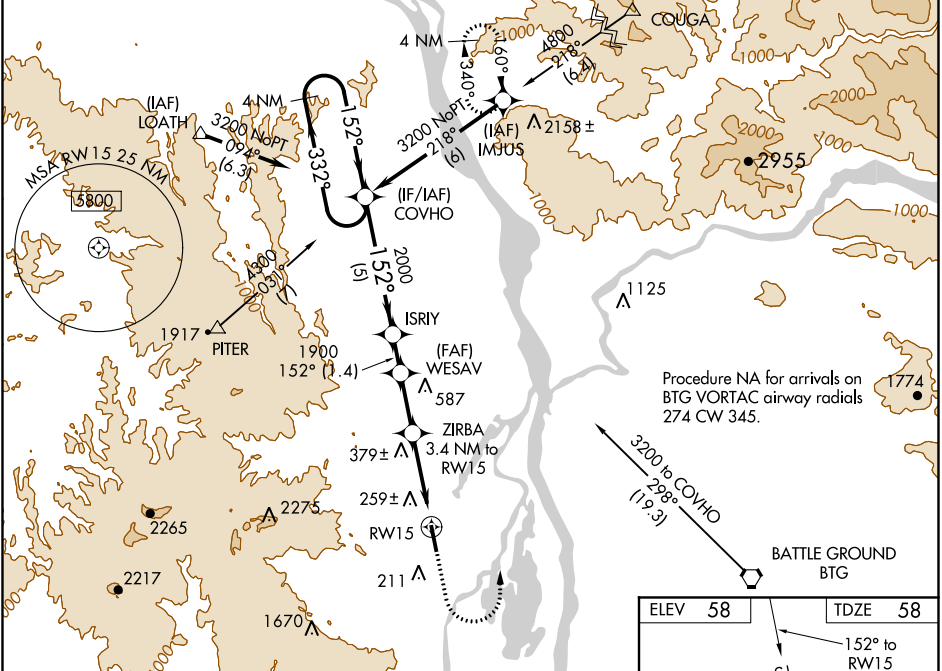 COUGA
1000
4 NM
160°
340°
4800
218°
(6.4)
1000
1000
2000
(IAF)
LOATH
4 NM
3200 NoPT
094°
(6.3)
152°
332°
3200 NoPT
218°
(6)
(IAF)
IMJUS
2158 ±
2000
1000
2955
MSA RW15 25 NM
5800
(IF/IAF)
COVHO
1000
1000
4300
031°
(7)
2000
152°
(5)
1125
1917
PITER
ISRIY
1900
152° (1.4)
(FAF)
WESAV
587
Procedure NA for arrivals on
BTG VORTAC airway radials
274 CW 345.
1774
ZIRBA
3.4 NM to
RW15
379±
3200 to COVHO
298°
(19.3)
259±
2265
2275
RW15
BATTLE GROUND
BTG
211
2217
1670
ELEV 58
TDZE 58
152° to
RW15